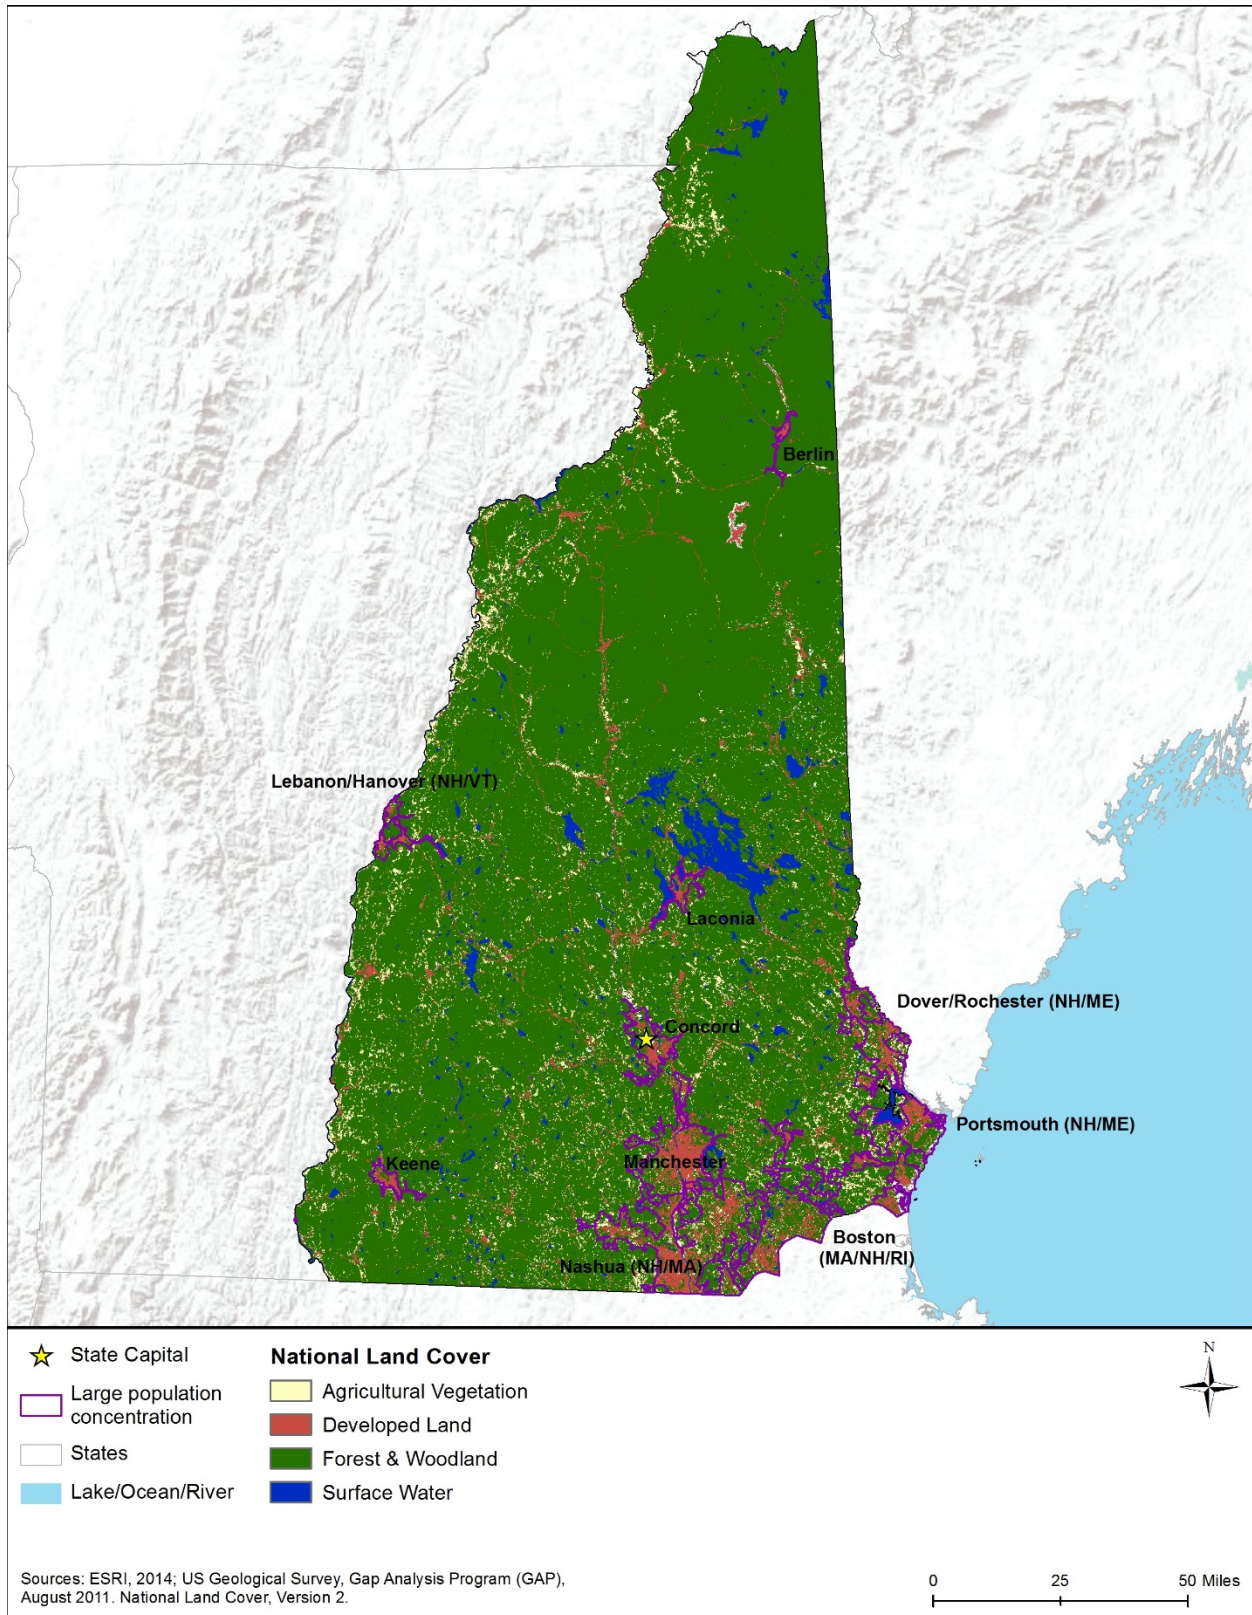 Berlin
Lebanon/Hanover (NH/VT)
Laconia
Dover/Rochester (NH/ME)
Concord
Portsmouth (NH/ME)
Keene
Manchester
Boston
(MA/NH/RI)
Nashua (NH/MA)
State Capital
Large population
concentration
States
Lake/Ocean/River
National Land Cover
Agricultural Vegetation
Developed Land
Forest & Woodland
Surface Water
N
Sources: ESRI, 2014; US Geological Survey, Gap Analysis Program (GAP),
August 2011. National Land Cover, Version 2.
0 25 50 Miles